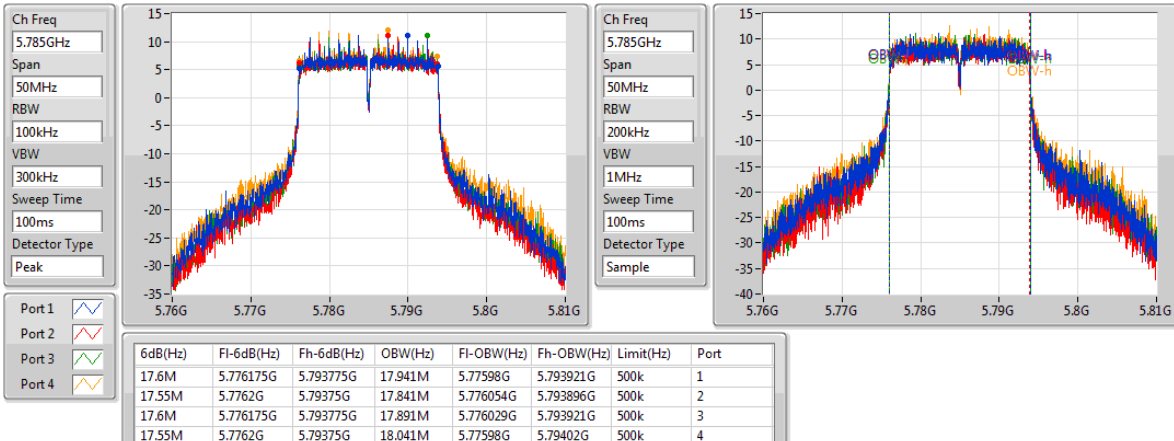 Ch Freq
5.785GHz
Span
50MHz
RBW
100kHz
VBW
300kHz
Sweep Time
100ms
Detector Type
Peak
15
10
5
0
-5
-10
-15
-20
-25
-30
-35
5.76G 5.77G 5.78G 5.79G 5.8G 5.81G
Ch Freq
5.785GHz
Span
50MHz
RBW
200kHz
VBW
1MHz
Sweep Time
100ms
Detector Type
Sample
15
10
5
0
-5
-10
-15
-20
-25
-30
-35
-40
OBW-h
OBW-h
5.76G 5.77G 5.78G 5.79G 5.8G 5.81G
Port 1
Port 2
Port 3
Port 4
6dB(Hz) Fl-6dB(Hz) Fh-6dB(Hz) OBW(Hz) Fl-OBW(Hz) Fh-OBW(Hz) Limit(Hz) Port
17.6M 5.776175G 5.793775G 17.941M 5.77598G 5.793921G 500k 1
17.55M 5.7762G 5.79375G 17.841M 5.776054G 5.793896G 500k 2
17.6M 5.776175G 5.793775G 17.891M 5.776029G 5.793921G 500k 3
17.55M 5.7762G 5.79375G 18.041M 5.77598G 5.79402G 500k 4